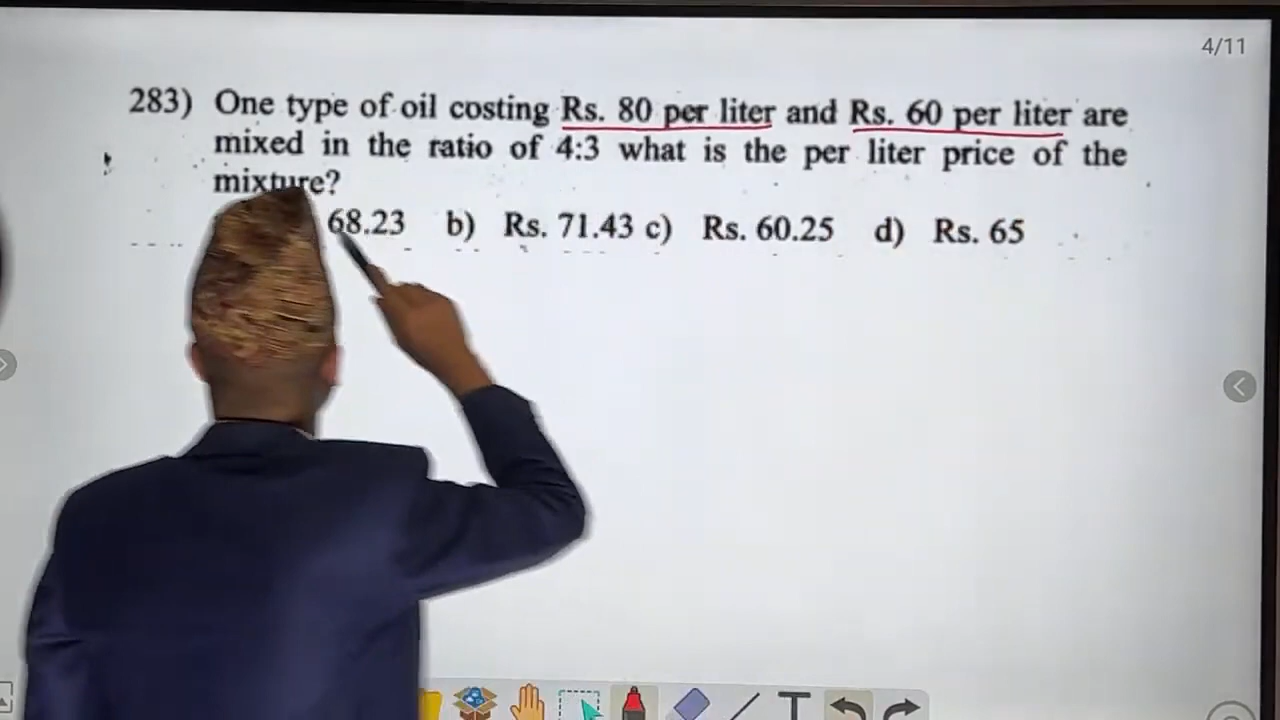 4/11
283) One type of oil costing Rs. 80 per liter and Rs. 60 per liter are
mixed in the ratio of 4:3 what is the per liter price of the
mixture?
68.23 b) Rs. 71.43 c) Rs. 60.25 d) Rs. 65